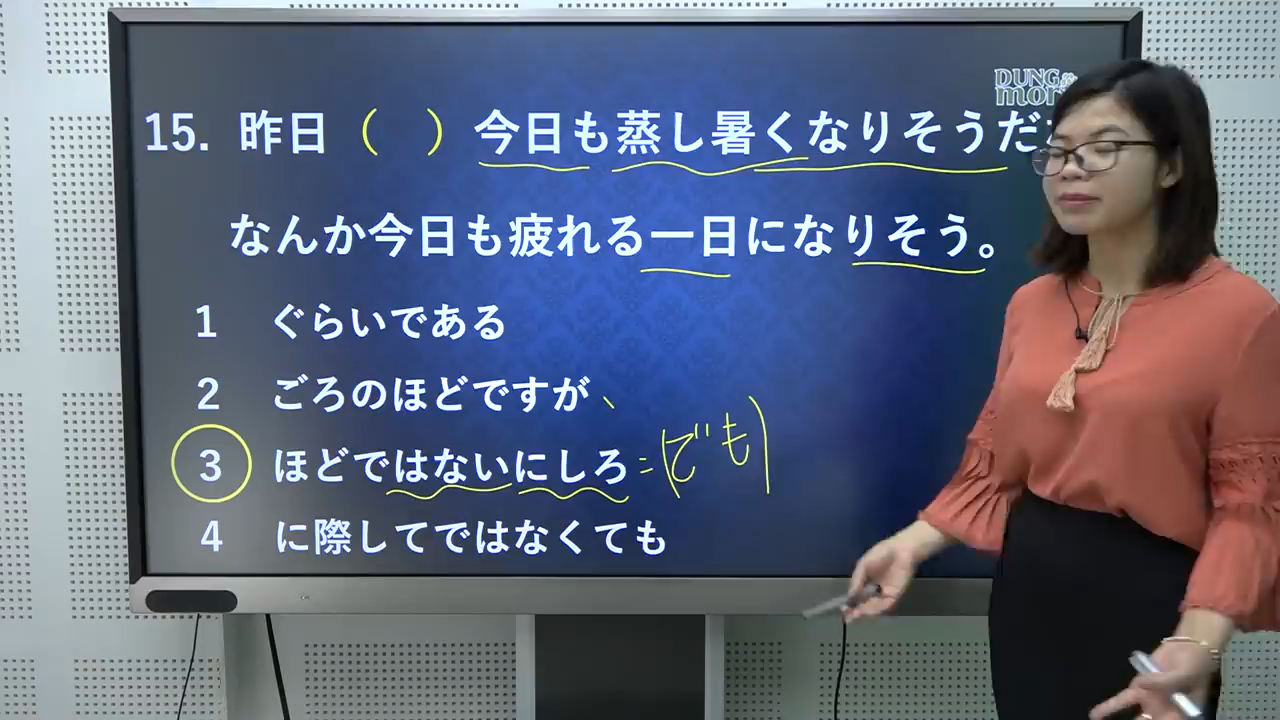 DUNG
mor
15. 昨日（ ）今日も蒸し暑くなりそうだ
なんか今日も疲れる一日になりそう。
1 ぐらいである
2 ごろのほどですが、
3 ほどではないにしろ = (でも)
4 に際してではなくても